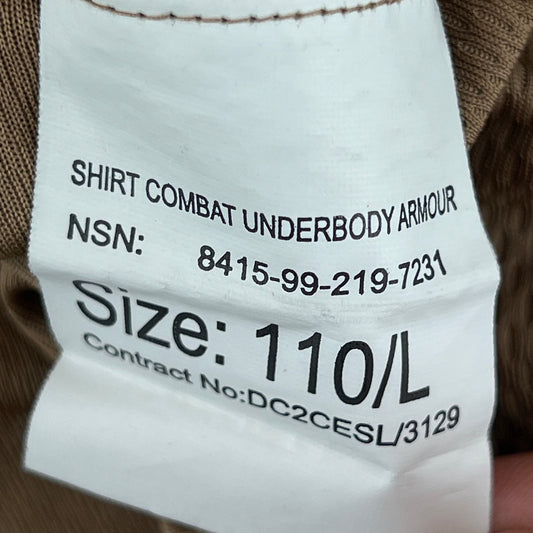 SHIRT COMBAT UNDERBODY ARMOUR
NSN: 8415-99-219-7231
Size: 110/L
Contract No:DC2CESL/3129